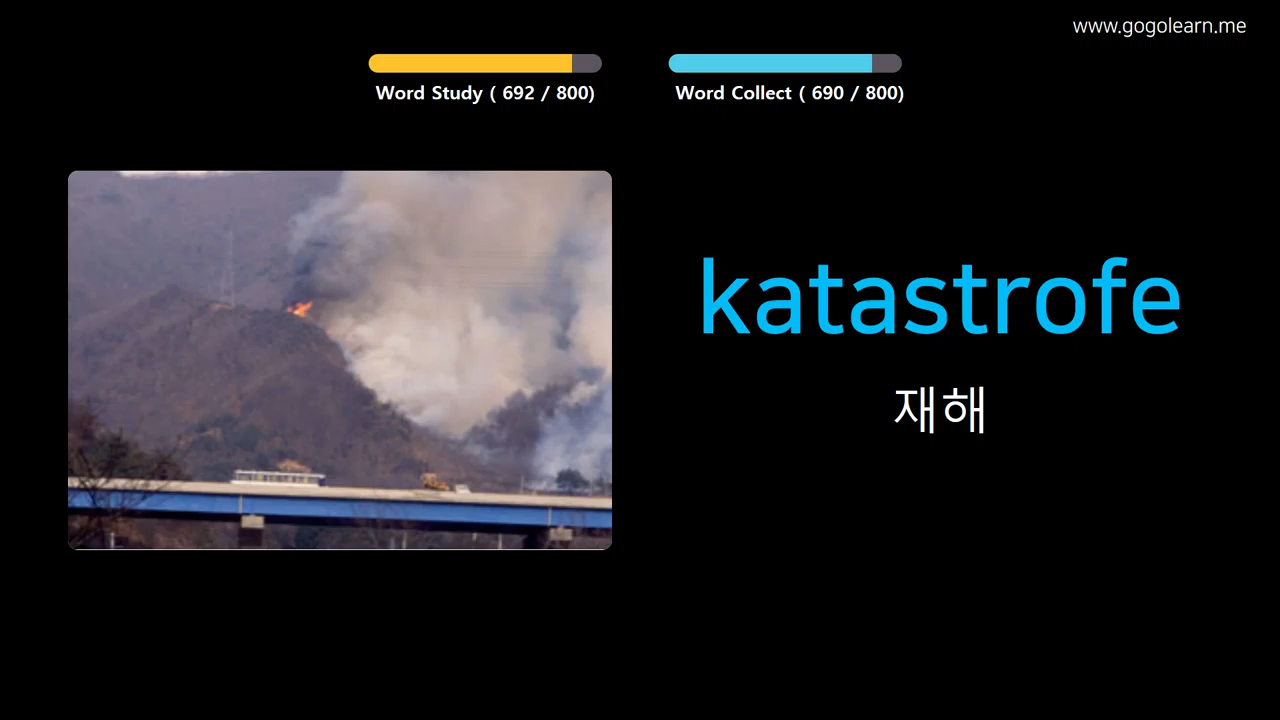 www.gogolearn.me
Word Study ( 692 / 800)
Word Collect ( 690 / 800)
katastrofe
재해